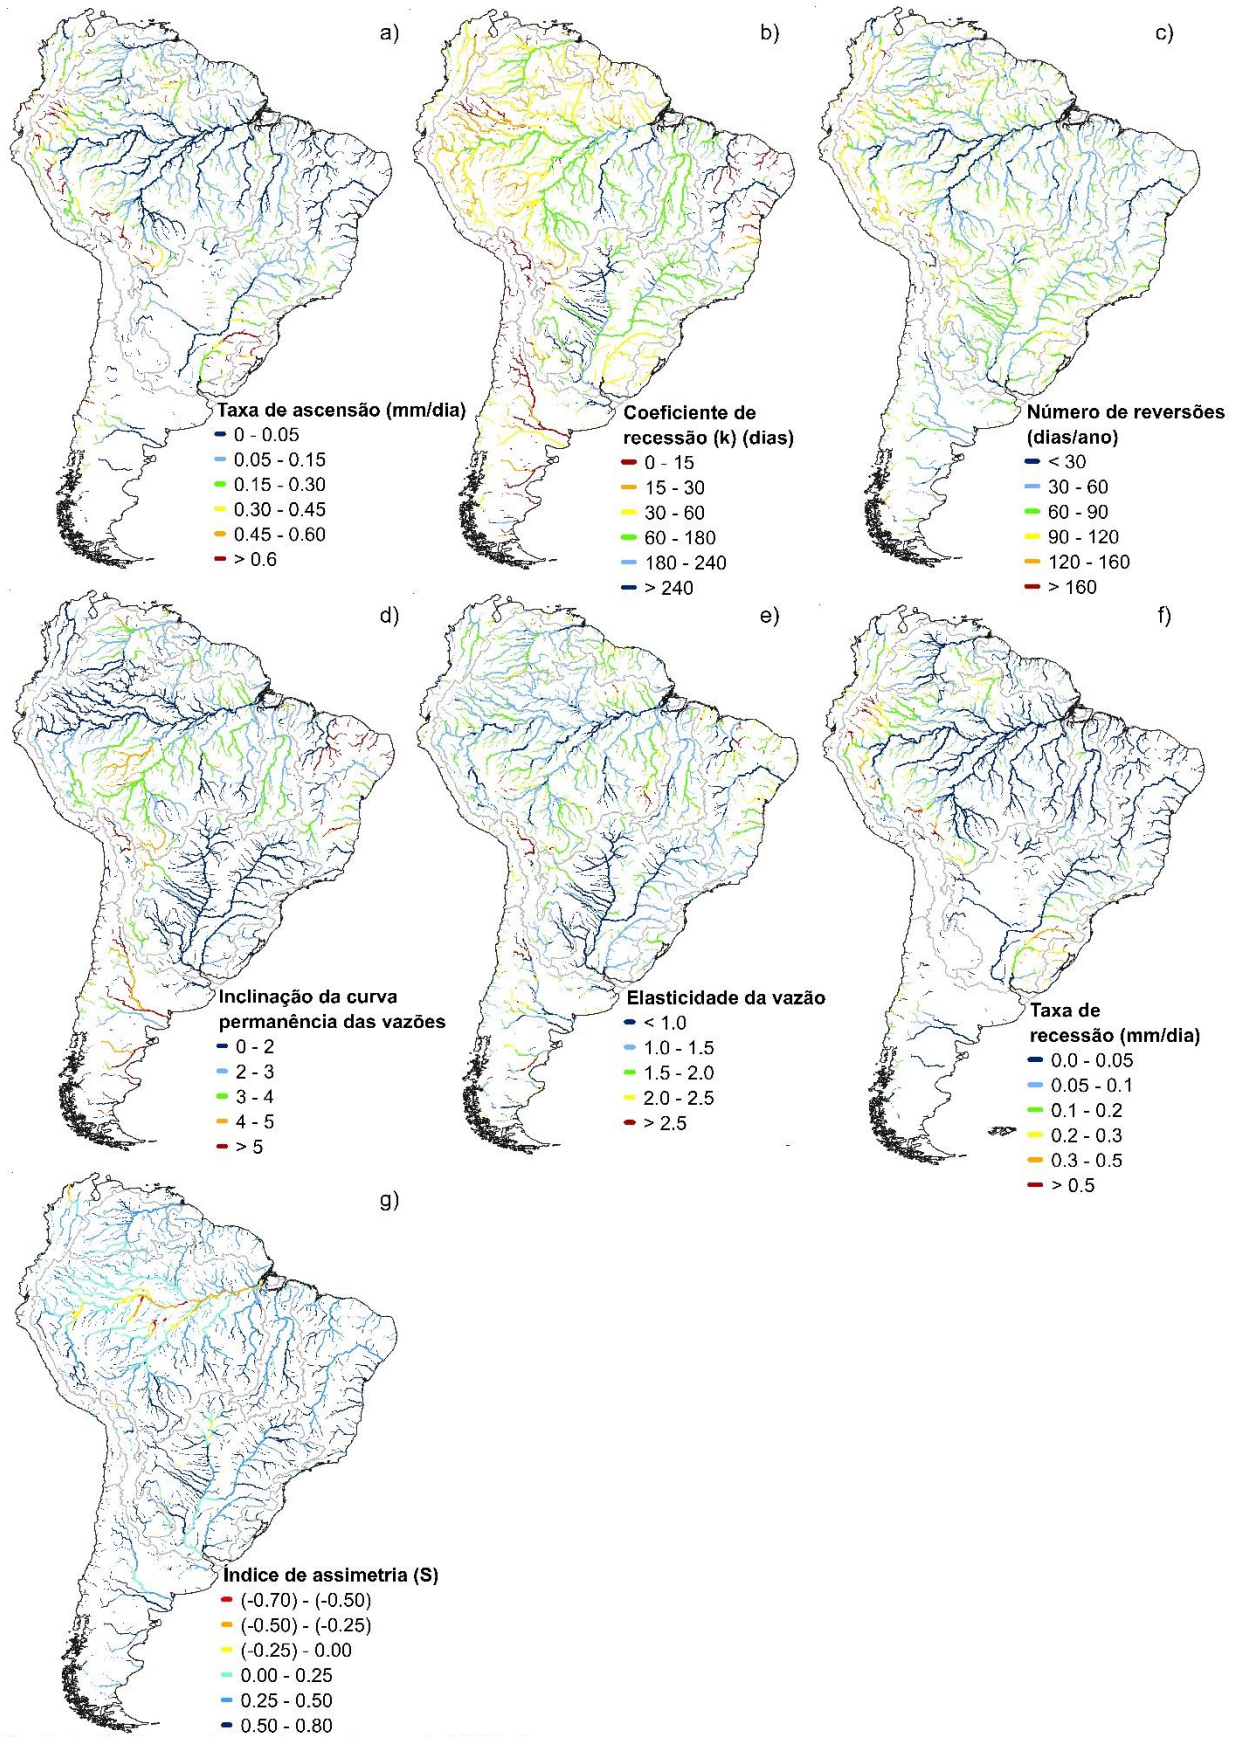 a)
Taxa de ascensão (mm/dia)
0 - 0.05
0.05 - 0.15
0.15 - 0.30
0.30 - 0.45
0.45 - 0.60
> 0.6
b)
Coeficiente de
recessão (k) (dias)
0 - 15
15 - 30
30 - 60
60 - 180
180 - 240
> 240
c)
Número de reversões
(dias/ano)
< 30
30 - 60
60 - 90
90 - 120
120 - 160
> 160
d)
Inclinação da curva
permanência das vazões
0 - 2
2 - 3
3 - 4
4 - 5
> 5
e)
Elasticidade da vazão
< 1.0
1.0 - 1.5
1.5 - 2.0
2.0 - 2.5
> 2.5
f)
Taxa de
recessão (mm/dia)
0.0 - 0.05
0.05 - 0.1
0.1 - 0.2
0.2 - 0.3
0.3 - 0.5
> 0.5
g)
Índice de assimetria (S)
(-0.70) - (-0.50)
(-0.50) - (-0.25)
(-0.25) - 0.00
0.00 - 0.25
0.25 - 0.50
0.50 - 0.80